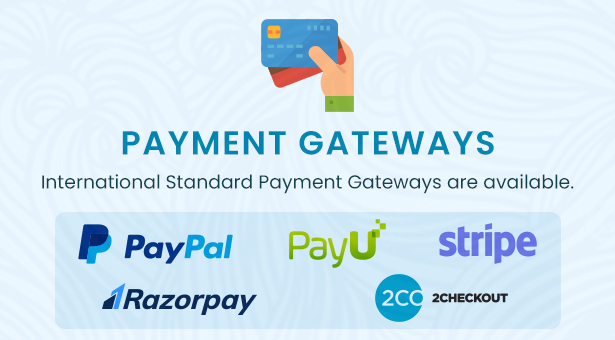 PAYMENT GATEWAYS
International Standard Payment Gateways are available.
PayPal PayU stripe
Razorpay 2CO 2CHECKOUT